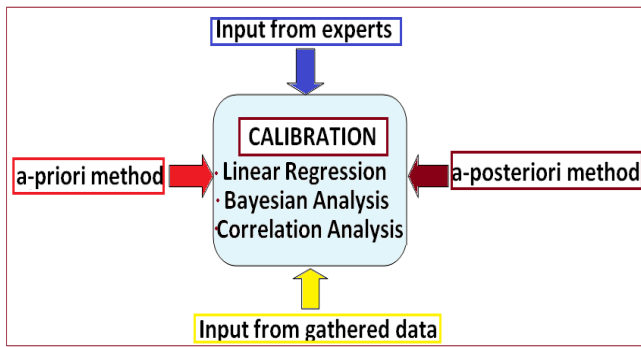 Input from experts
CALIBRATION
a-priori method
• Linear Regression
a-posteriori method
• Bayesian Analysis
• Correlation Analysis
Input from gathered data